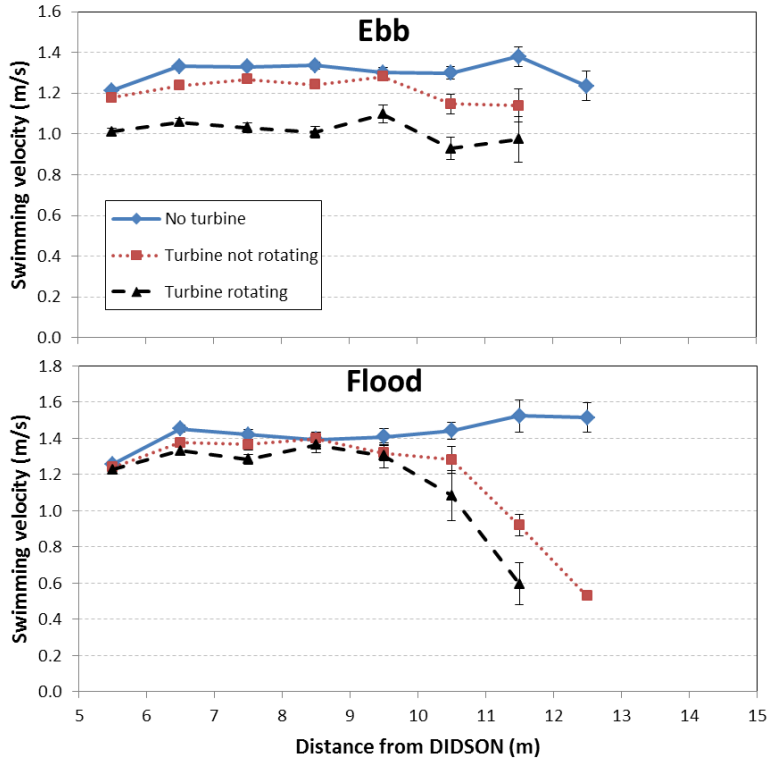 Ebb
Swimming velocity (m/s)
1.6
1.4
1.2
1.0
0.8
0.6
0.4
0.2
0.0
No turbine
Turbine not rotating
Turbine rotating
Flood
Swimming velocity (m/s)
1.8
1.6
1.4
1.2
1.0
0.8
0.6
0.4
0.2
0.0
5 6 7 8 9 10 11 12 13 14 15
Distance from DIDSON (m)